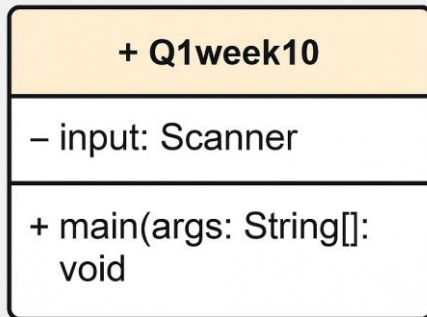 + Q1week10
– input: Scanner
+ main(args: String[]:
void